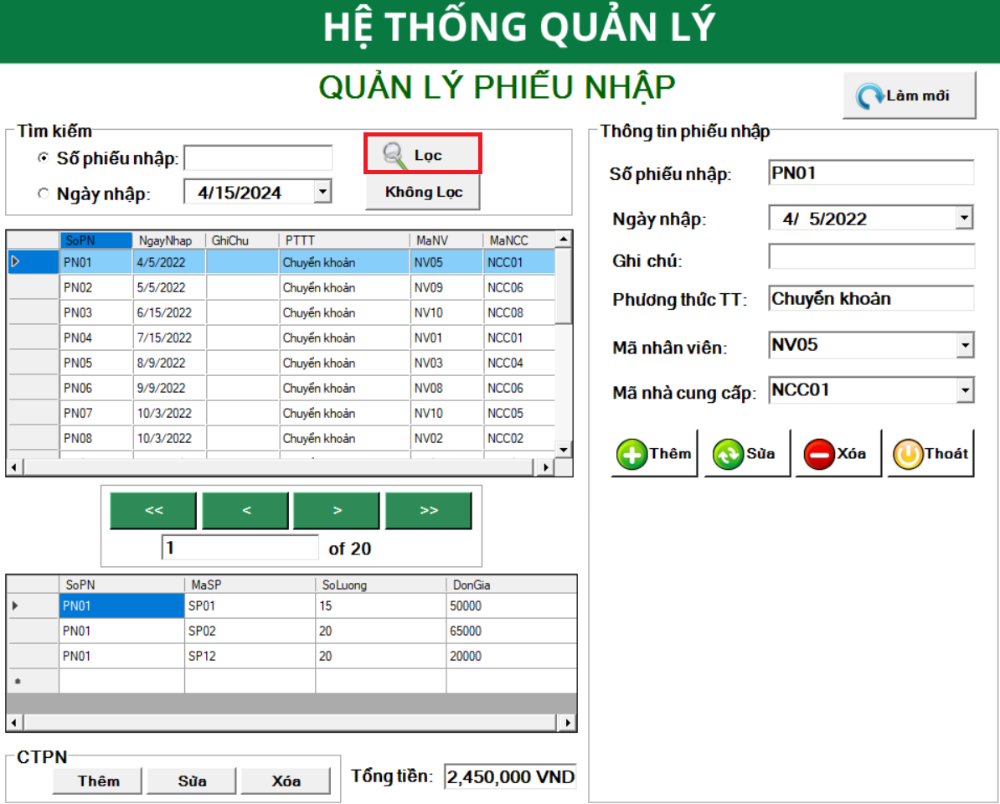 HỆ THỐNG QUẢN LÝ
QUẢN LÝ PHIẾU NHẬP
Làm mới
Tìm kiếm
Số phiếu nhập:
Lọc
Ngày nhập: 4/15/2024
Không Lọc
SoPN NgayNhap GhiChu PTTT MaNV MaNCC
PN01 4/5/2022 Chuyển khoản NV05 NCC01
PN02 5/5/2022 Chuyển khoản NV09 NCC06
PN03 6/15/2022 Chuyển khoản NV10 NCC08
PN04 7/15/2022 Chuyển khoản NV01 NCC01
PN05 8/9/2022 Chuyển khoản NV03 NCC04
PN06 9/9/2022 Chuyển khoản NV08 NCC06
PN07 10/3/2022 Chuyển khoản NV10 NCC05
PN08 10/3/2022 Chuyển khoản NV02 NCC02
<< < > >>
1 of 20
SoPN MaSP SoLuong DonGia
PN01 SP01 15 50000
PN01 SP02 20 65000
PN01 SP12 20 20000
CTPN
Thêm Sửa Xóa
Tổng tiền: 2,450,000 VND
Thông tin phiếu nhập
Số phiếu nhập: PN01
Ngày nhập: 4/ 5/2022
Ghi chú:
Phương thức TT: Chuyển khoản
Mã nhân viên: NV05
Mã nhà cung cấp: NCC01
Thêm Sửa Xóa Thoát